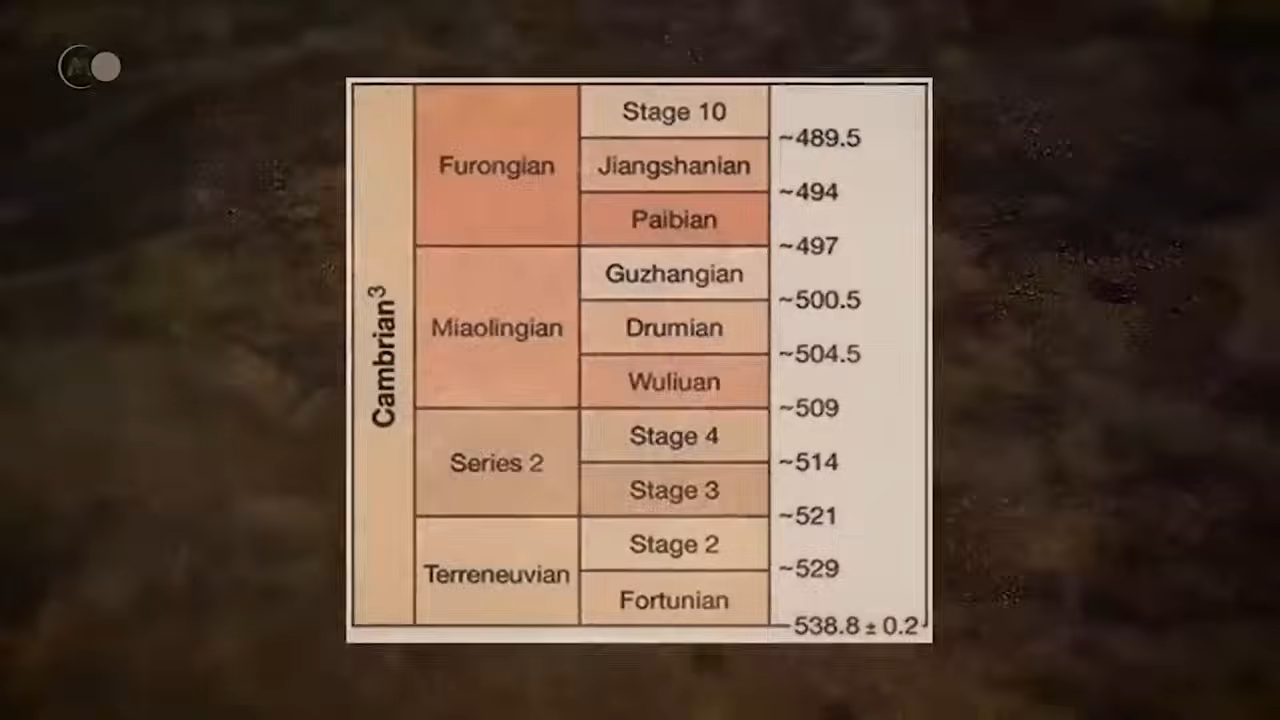 Cambrian3
Furongian
Stage 10
~489.5
Jiangshanian
~494
Paibian
~497
Miaolingian
Guzhangian
~500.5
Drumian
~504.5
Wuliuan
~509
Series 2
Stage 4
~514
Stage 3
~521
Terreneuvian
Stage 2
~529
Fortunian
538.8 ± 0.2